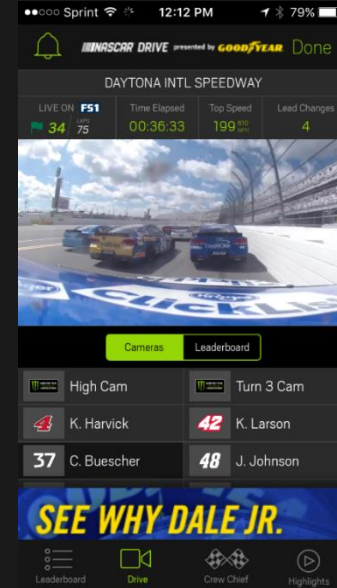 Sprint 12:12 PM 79%
NASCAR DRIVE presented by GOODYEAR Done
DAYTONA INTL SPEEDWAY
LIVE ON FS1 Time Elapsed Top Speed Lead Changes
34 / LAPS 75 00:36:33 199 MPH 4
CLICKLI
Cameras Leaderboard
High Cam Turn 3 Cam
4 K. Harvick 42 K. Larson
37 C. Buescher 48 J. Johnson
SEE WHY DALE JR.
Leaderboard Drive Crew Chief Highlights